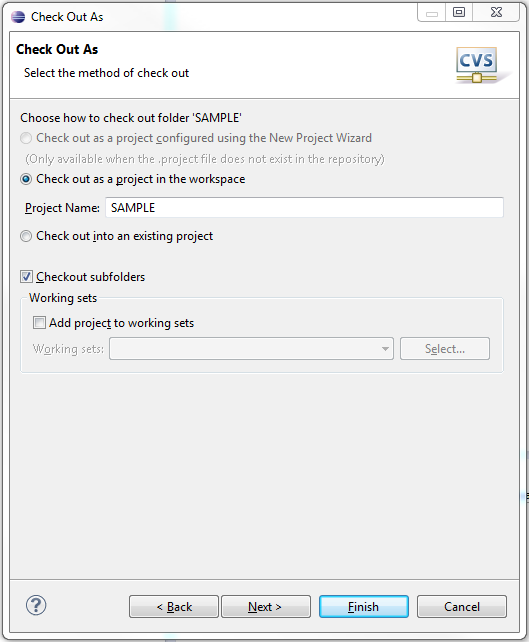 Check Out As
Check Out As
Select the method of check out
CVS
Choose how to check out folder 'SAMPLE'
Check out as a project configured using the New Project Wizard
(Only available when the .project file does not exist in the repository)
Check out as a project in the workspace
Project Name: SAMPLE
Check out into an existing project
Checkout subfolders
Working sets
Add project to working sets
Working sets: Select...
? < Back Next > Finish Cancel